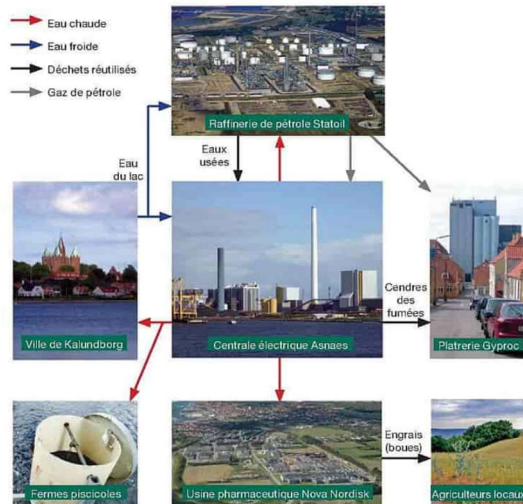 Eau chaude
Eau froide
Déchets réutilisés
Gaz de pétrole
Raffinerie de pétrole Statoil
Eau
du lac
Eaux
usées
Ville de Kalundborg
Centrale électrique Asnaes
Cendres
des
fumées
Platrerie Gyproc
Fermes piscicoles
Usine pharmaceutique Nova Nordisk
Engrais
(boues)
Agriculteurs locaux